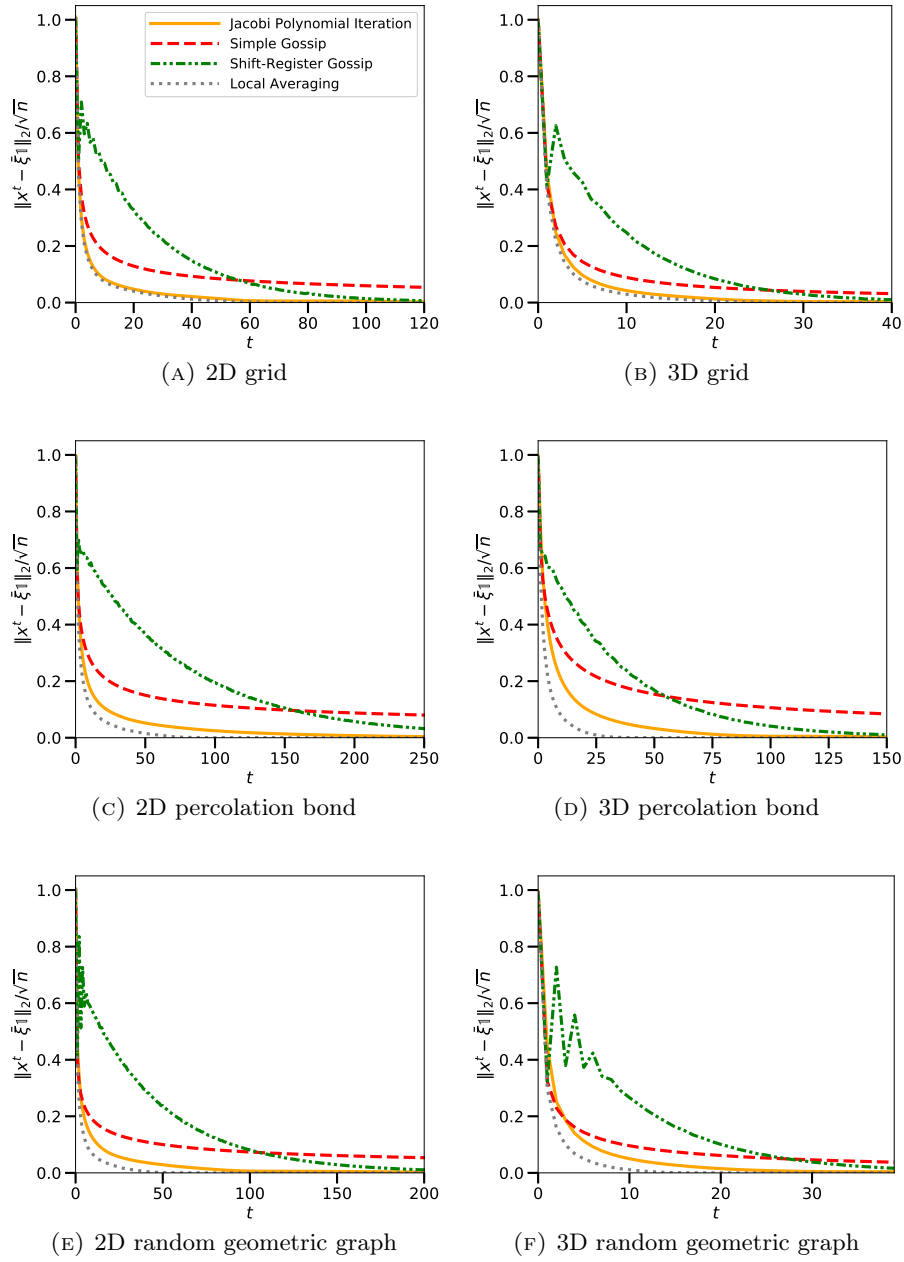 Jacobi Polynomial Iteration
Simple Gossip
Shift-Register Gossip
Local Averaging
‖x^t − ξ̄𝟙‖₂/√n
1.0
0.8
0.6
0.4
0.2
0.0
0 20 40 60 80 100 120
t
(A) 2D grid
‖x^t − ξ̄𝟙‖₂/√n
1.0
0.8
0.6
0.4
0.2
0.0
0 10 20 30 40
t
(B) 3D grid
‖x^t − ξ̄𝟙‖₂/√n
1.0
0.8
0.6
0.4
0.2
0.0
0 50 100 150 200 250
t
(C) 2D percolation bond
‖x^t − ξ̄𝟙‖₂/√n
1.0
0.8
0.6
0.4
0.2
0.0
0 25 50 75 100 125 150
t
(D) 3D percolation bond
‖x^t − ξ̄𝟙‖₂/√n
1.0
0.8
0.6
0.4
0.2
0.0
0 50 100 150 200
t
(E) 2D random geometric graph
‖x^t − ξ̄𝟙‖₂/√n
1.0
0.8
0.6
0.4
0.2
0.0
0 10 20 30
t
(F) 3D random geometric graph